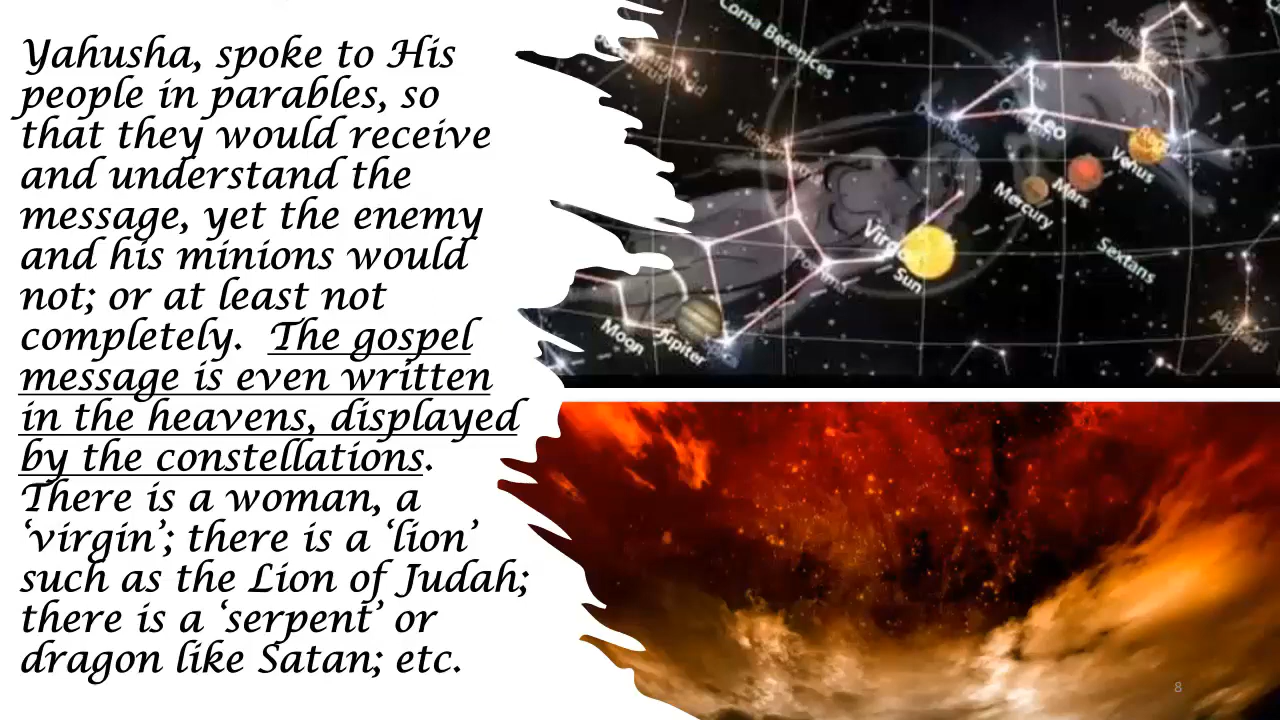 Yahusha, spoke to His
people in parables, so
that they would receive
and understand the
message, yet the enemy
and his minions would
not; or at least not
completely.  The gospel
message is even written
in the heavens, displayed
by the constellations.
There is a woman, a
‘virgin’; there is a ‘lion’
such as the Lion of Judah;
there is a ‘serpent’ or
dragon like Satan; etc.
Coma Berenices
Leo
Venus
Mars
Mercury
Virgo
Sun
Sextans
Moon
Jupiter
8